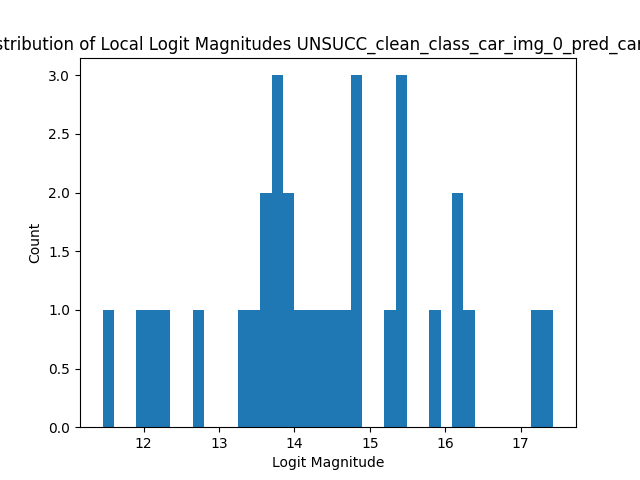 stribution of Local Logit Magnitudes UNSUCC_clean_class_car_img_0_pred_car
3.0
2.5
2.0
1.5
1.0
0.5
0.0
Count
12 13 14 15 16 17
Logit Magnitude